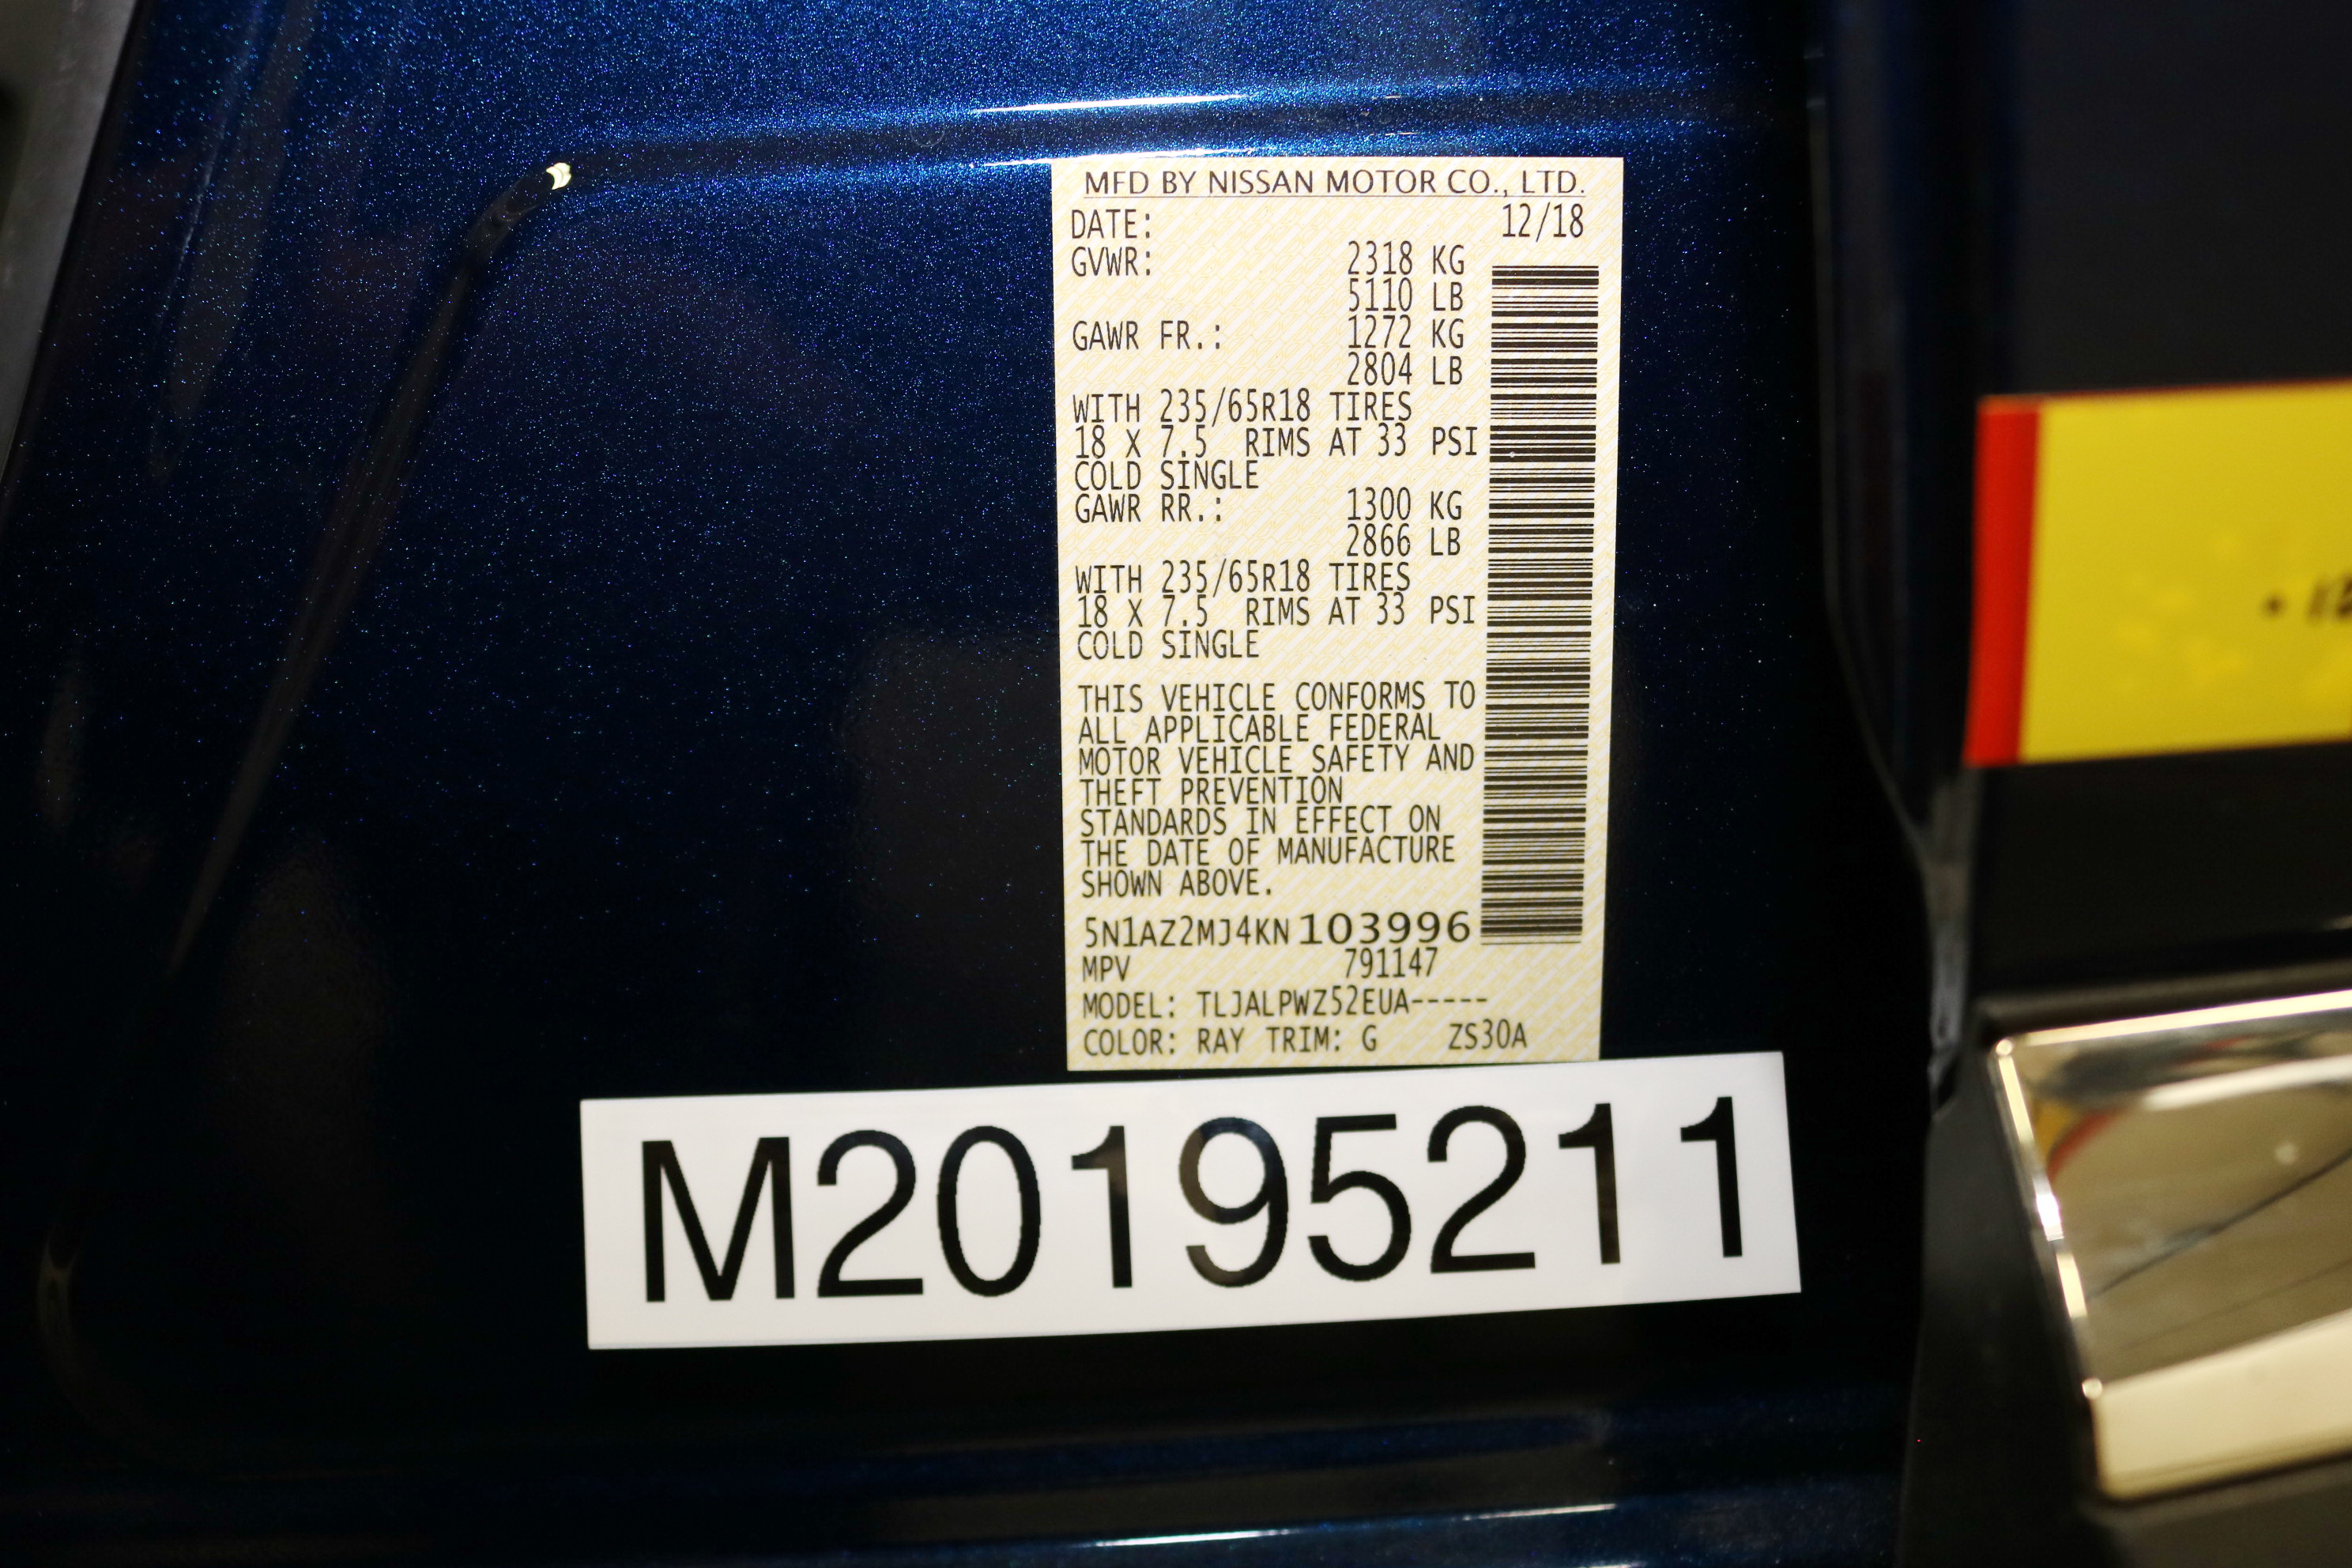 MFD BY NISSAN MOTOR CO., LTD.
DATE: 12/18
GVWR: 2318 KG
5110 LB
GAWR FR.: 1272 KG
2804 LB
WITH 235/65R18 TIRES
18 X 7.5 RIMS AT 33 PSI
COLD SINGLE
GAWR RR.: 1300 KG
2866 LB
WITH 235/65R18 TIRES
18 X 7.5 RIMS AT 33 PSI
COLD SINGLE
THIS VEHICLE CONFORMS TO
ALL APPLICABLE FEDERAL
MOTOR VEHICLE SAFETY AND
THEFT PREVENTION
STANDARDS IN EFFECT ON
THE DATE OF MANUFACTURE
SHOWN ABOVE.
5N1AZ2MJ4KN103996
MPV 791147
MODEL: TLJALPWZ52EUA-----
COLOR: RAY TRIM: G ZS30A
M20195211